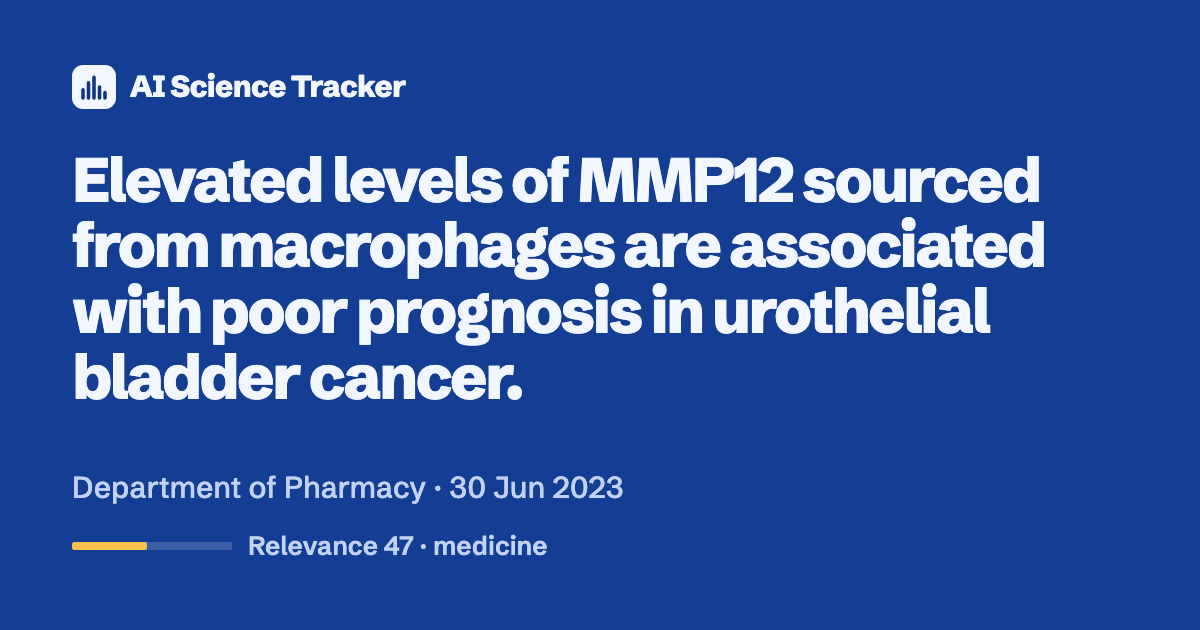 AI Science Tracker
Elevated levels of MMP12 sourced
from macrophages are associated
with poor prognosis in urothelial
bladder cancer.
Department of Pharmacy · 30 Jun 2023
Relevance 47 · medicine